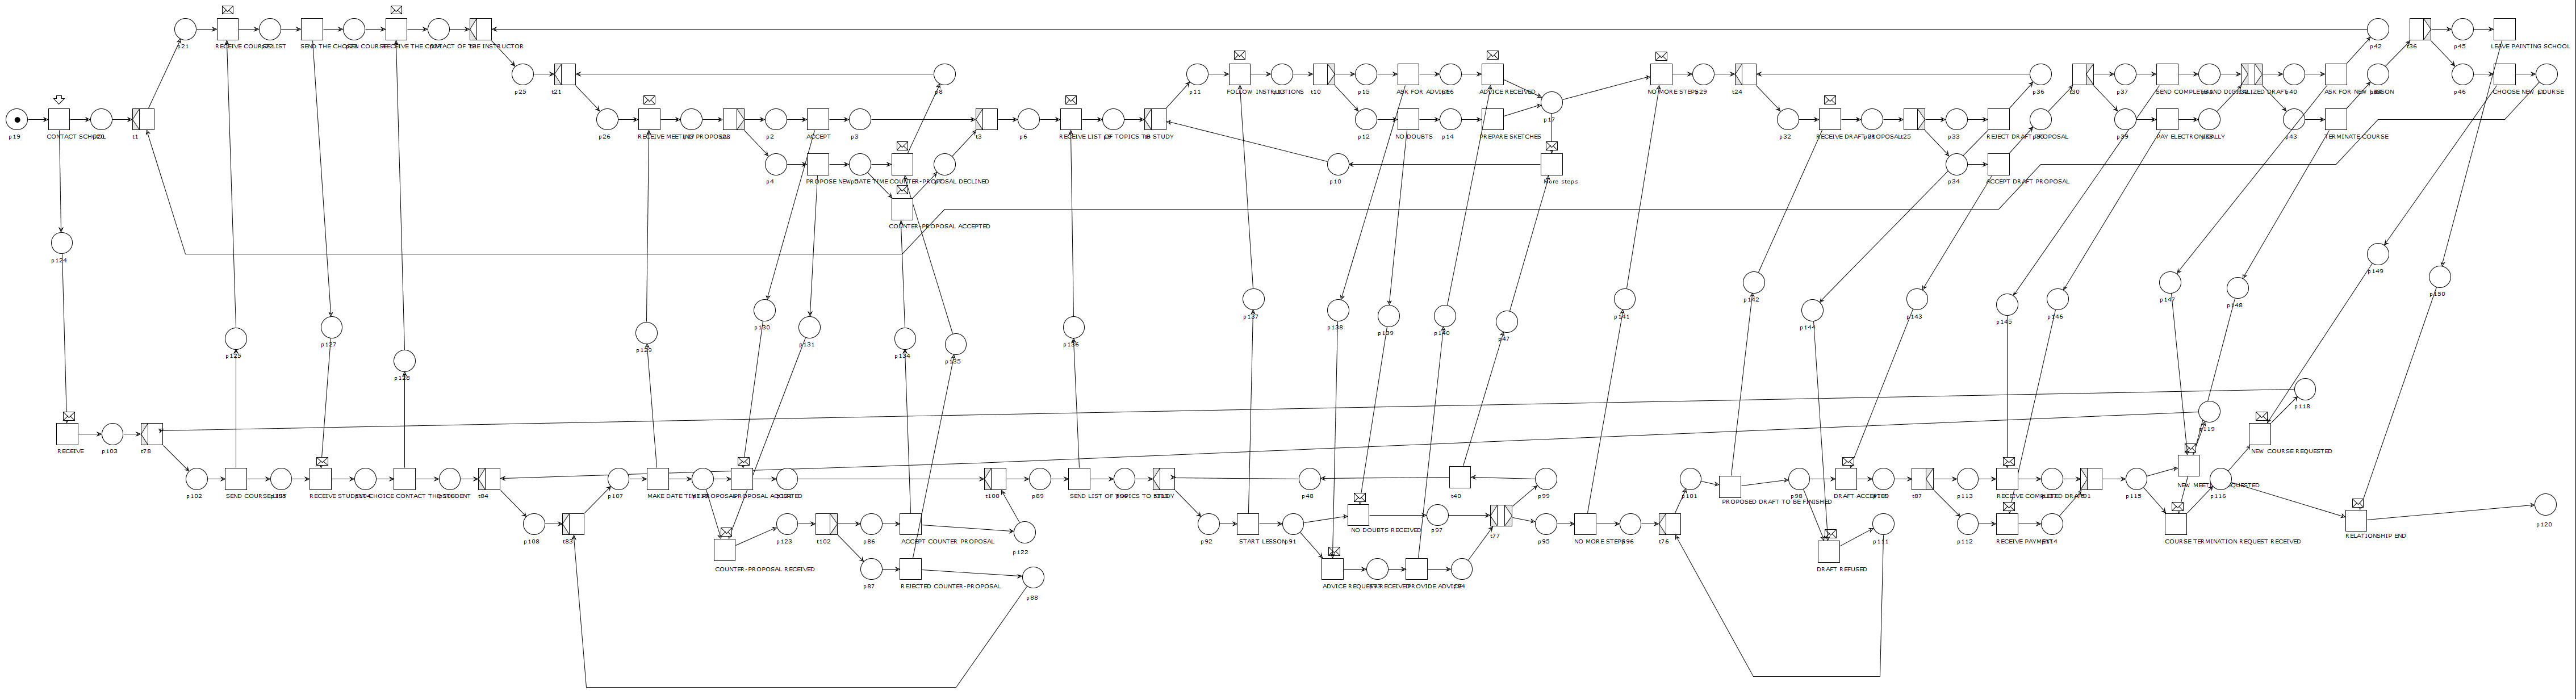 p21
RECEIVE COURSE LIST
SEND THE CHOSEN COURSE
RECEIVE THE CONTACT OF THE INSTRUCTOR
p42
t36
p45
LEAVE PAINTING SCHOOL
p25
t21
p8
p11
FOLLOW INSTRUCTIONS
t10
p15
ASK FOR ADVICE
p16
ADVICE RECEIVED
NO MORE STEPS
p29
t24
p36
t30
p37
SEND COMPLETE AND DIGITALIZED DRAFT
p40
ASK FOR NEW LESSON
p46
CHOOSE NEW COURSE
p17
p19
CONTACT SCHOOL
p20
t1
p26
RECEIVE MEETING PROPOSAL
p2
ACCEPT
p3
t3
p6
RECEIVE LIST OF TOPICS TO STUDY
p12
NO DOUBTS
p14
PREPARE SKETCHES
p32
RECEIVE DRAFT PROPOSAL
t25
p33
REJECT DRAFT PROPOSAL
p39
PAY ELECTRONICALLY
p43
TERMINATE COURSE
p4
PROPOSE NEW DATE TIME
COUNTER-PROPOSAL DECLINED
p10
More steps
p34
ACCEPT DRAFT PROPOSAL
COUNTER-PROPOSAL ACCEPTED
p124
p149
p142
p147
p150
p148
p130
p137
p138
p141
p144
p143
p145
p146
p127
p131
p139
p140
p47
p125
p129
p134
p136
p135
p128
p118
p119
RECEIVE
p103
t78
NEW COURSE REQUESTED
p102
SEND COURSE LIST
RECEIVE STUDENT CHOICE
CONTACT THE STUDENT
t84
p107
MAKE DATE TIME PROPOSAL
PROPOSAL ACCEPTED
t100
p89
SEND LIST OF TOPICS TO STUDY
p48
t40
p99
p101
PROPOSED DRAFT TO BE FINISHED
p98
DRAFT ACCEPTED
t87
p113
RECEIVE COMPLETED DRAFT
p115
p116
p108
t83
p123
t102
p86
ACCEPT COUNTER PROPOSAL
p122
p92
START LESSON
p91
NO DOUBTS RECEIVED
p97
t77
p95
NO MORE STEPS
p96
t76
p111
p112
RECEIVE PAYMENT
COURSE TERMINATION REQUEST RECEIVED
RELATIONSHIP END
p120
COUNTER-PROPOSAL RECEIVED
p87
REJECTED COUNTER-PROPOSAL
p88
ADVICE REQUEST RECEIVED
PROVIDE ADVICE
DRAFT REFUSED